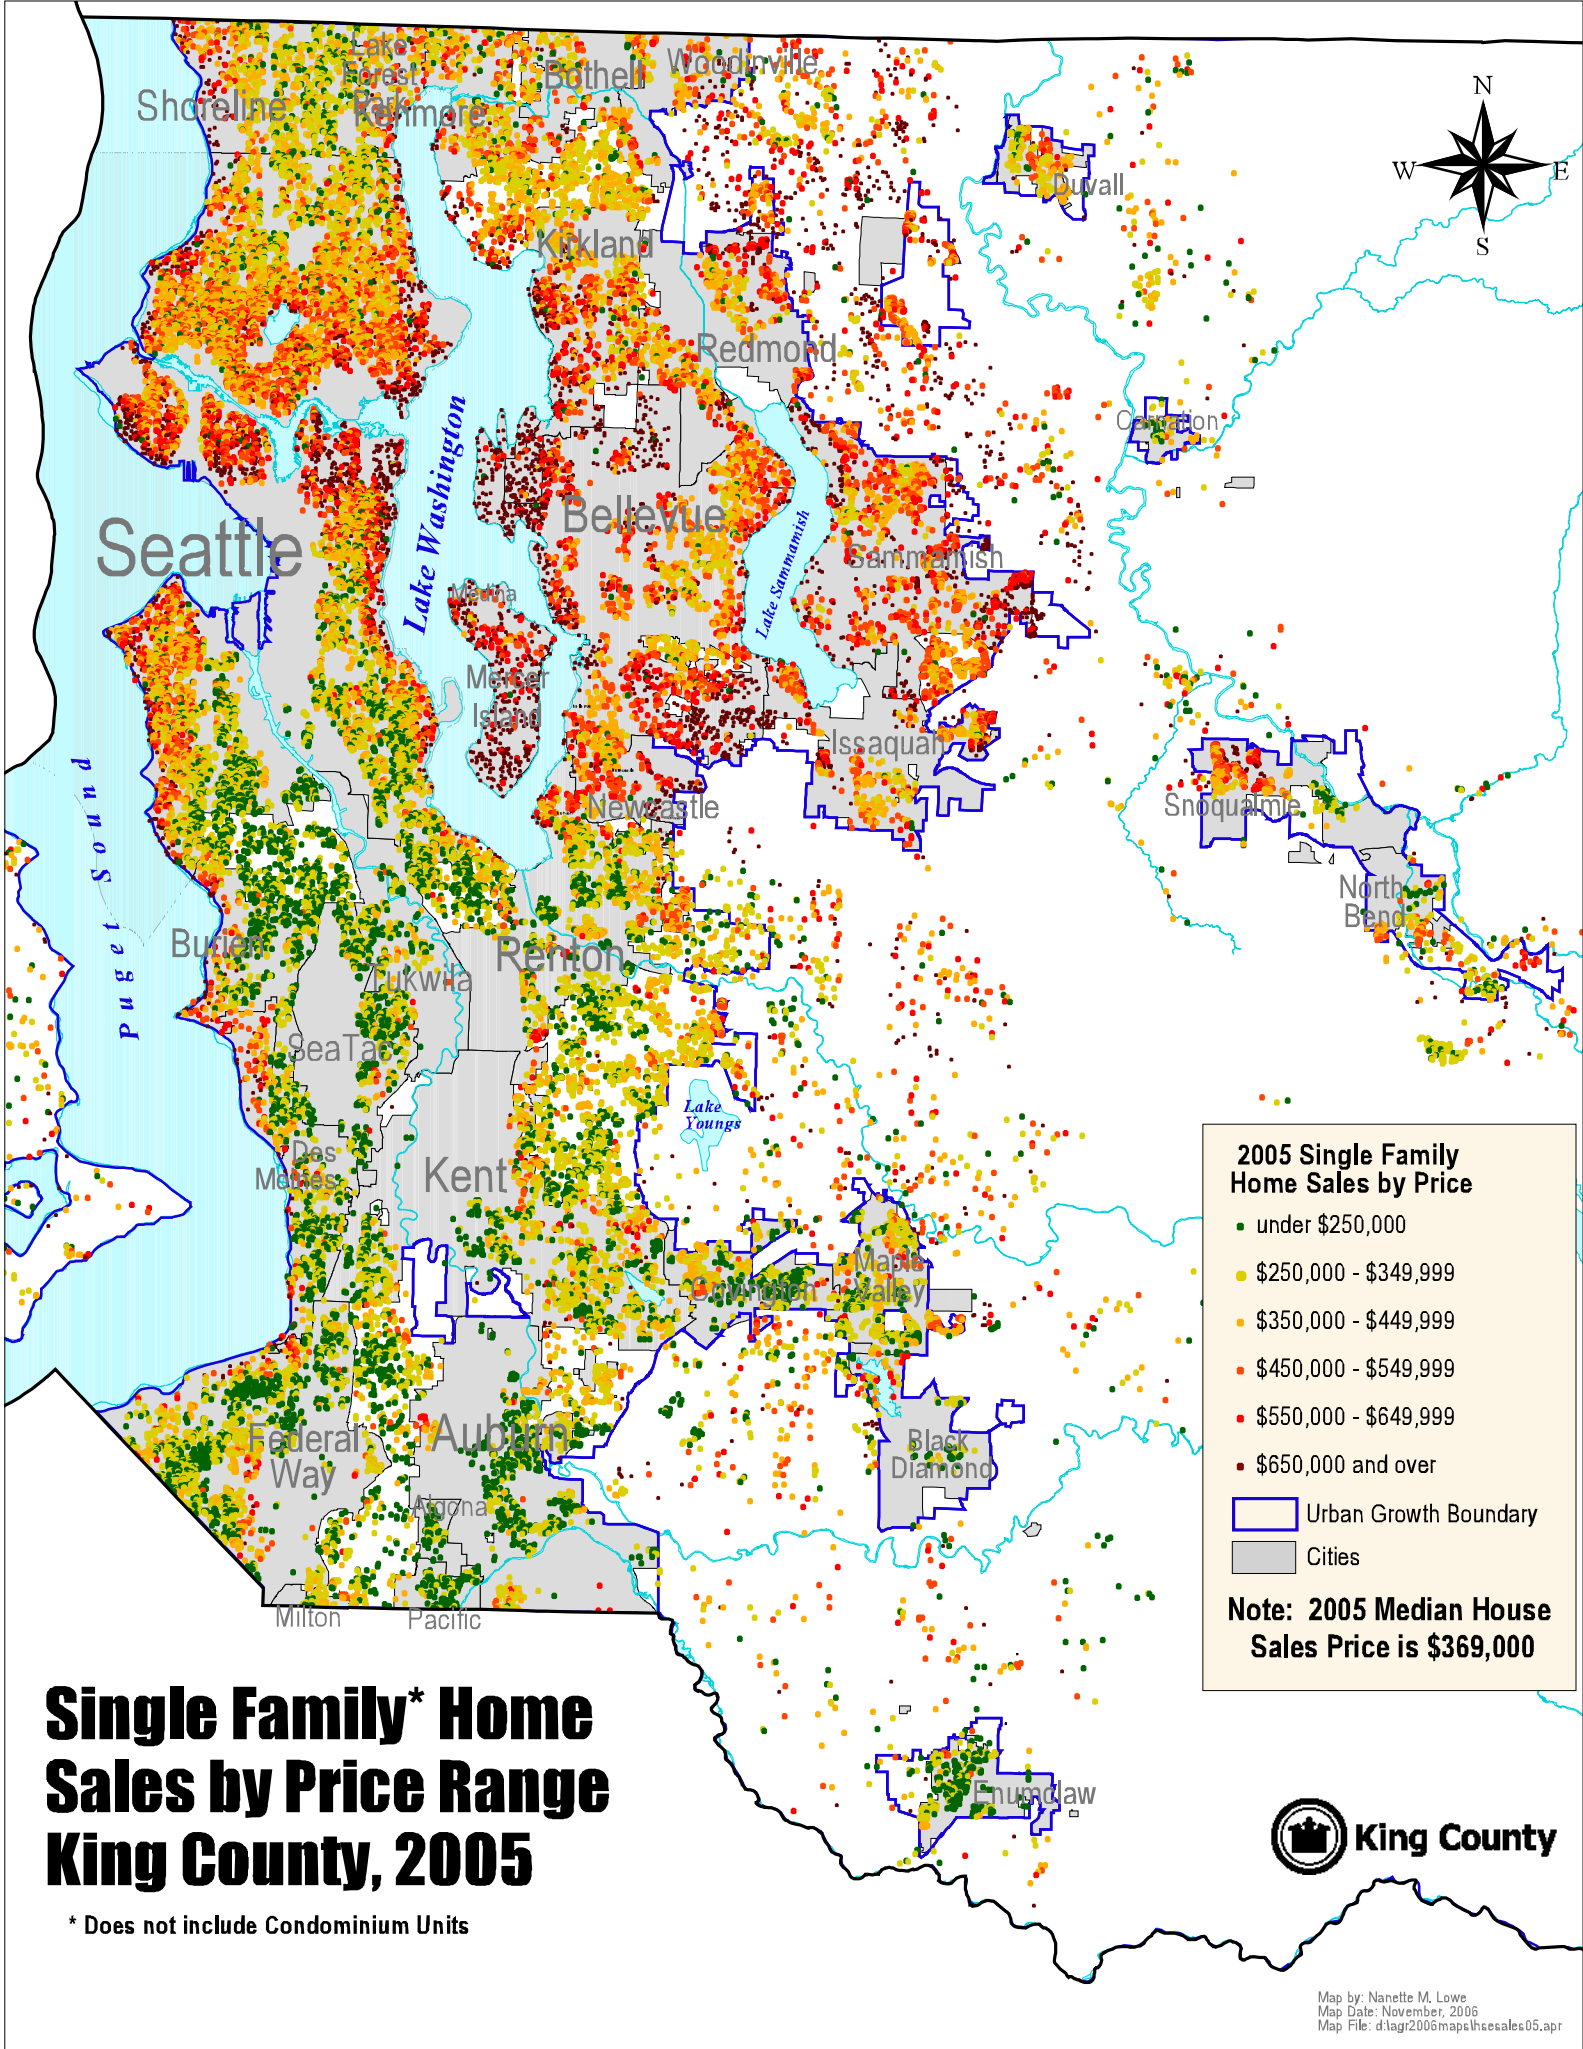 Lake
Forest
Park
Bothell
Woodinville
Shoreline
Kenmore
N
W
E
S
Duvall
Kirkland
Redmond
Carnation
Lake Washington
Bellevue
Seattle
Lake Sammamish
Sammamish
Medina
Mercer
Island
Issaquah
Newcastle
Snoqualmie
Puget Sound
North
Bend
Burien
Renton
Tukwila
SeaTac
Lake
Youngs
Des
Moines
Kent
Maple
Valley
Covington
Federal
Way
Auburn
Black
Diamond
Algona
Milton
Pacific
Enumclaw
2005 Single Family
Home Sales by Price
under $250,000
$250,000 - $349,999
$350,000 - $449,999
$450,000 - $549,999
$550,000 - $649,999
$650,000 and over
Urban Growth Boundary
Cities
Note: 2005 Median House
Sales Price is $369,000
Single Family* Home
Sales by Price Range
King County, 2005
* Does not include Condominium Units
King County
Map by: Nanette M. Lowe
Map Date: November, 2006
Map File: d:\agr2006maps\hsesales05.apr